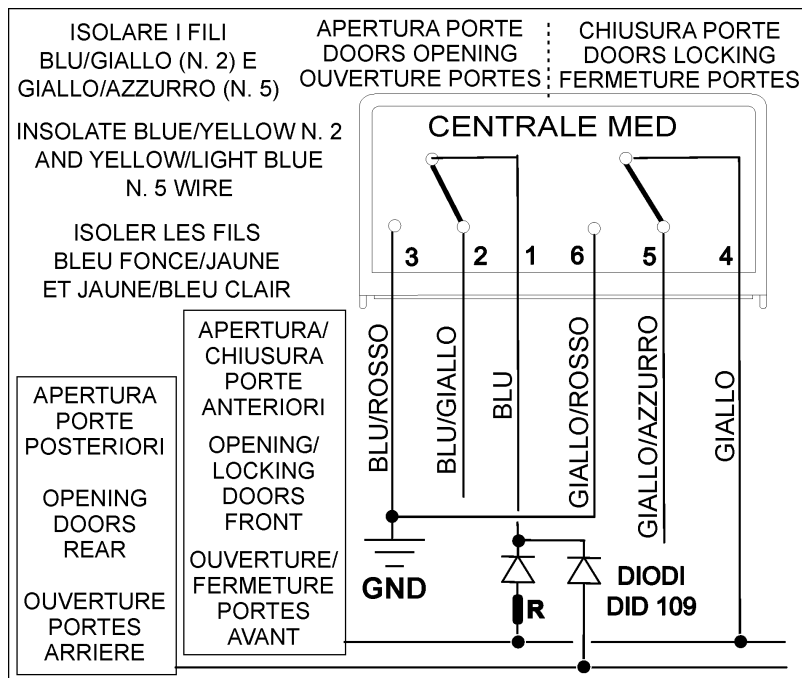 ISOLARE I FILI
BLU/GIALLO (N. 2) E
GIALLO/AZZURRO (N. 5)
INSOLATE BLUE/YELLOW N. 2
AND YELLOW/LIGHT BLUE
N. 5 WIRE
ISOLER LES FILS
BLEU FONCE/JAUNE
ET JAUNE/BLEU CLAIR
APERTURA PORTE
DOORS OPENING
OUVERTURE PORTES
CHIUSURA PORTE
DOORS LOCKING
FERMETURE PORTES
CENTRALE MED
3 2 1 6 5 4
BLU/ROSSO
BLU/GIALLO
BLU
GIALLO/ROSSO
GIALLO/AZZURRO
GIALLO
APERTURA/
CHIUSURA
PORTE
ANTERIORI
OPENING/
LOCKING
DOORS
FRONT
OUVERTURE/
FERMETURE
PORTES
AVANT
APERTURA
PORTE
POSTERIORI
OPENING
DOORS
REAR
OUVERTURE
PORTES
ARRIERE
GND
R
DIODI
DID 109